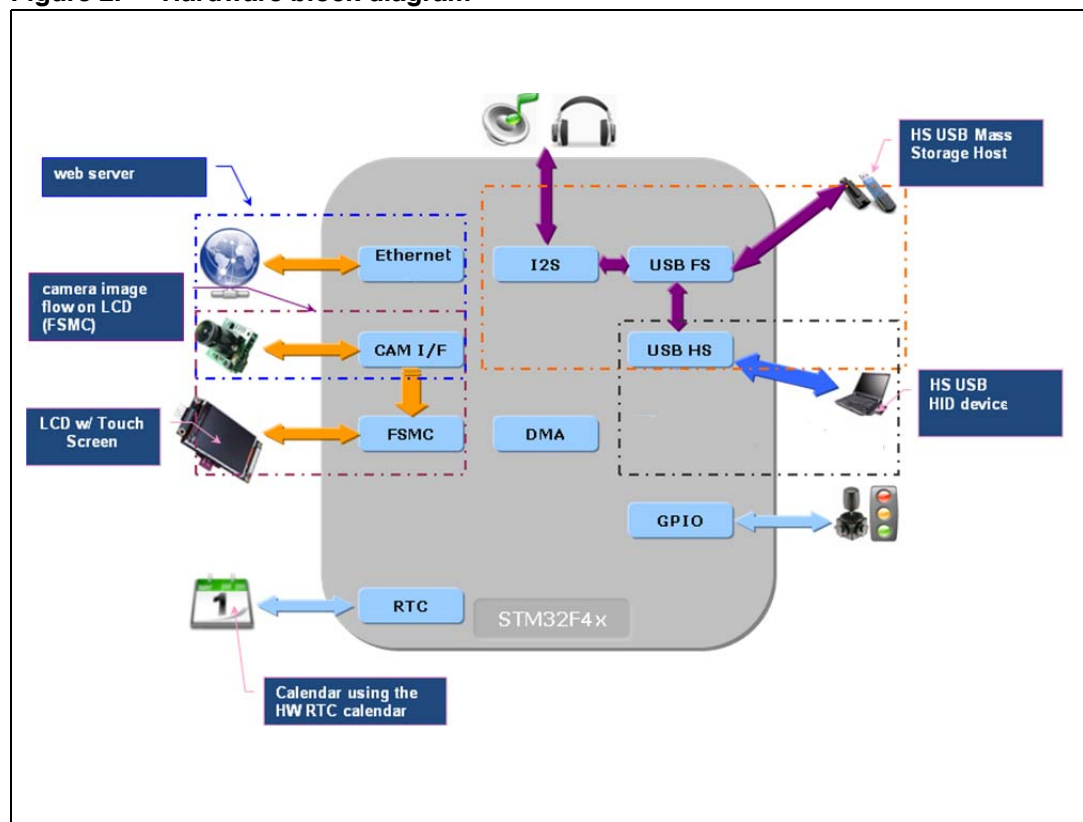 Figure 2. Hardware block diagram
HS USB Mass
Storage Host
web server
Ethernet
I2S
USB FS
camera image
flow on LCD
(FSMC)
CAM I/F
USB HS
LCD w/ Touch
Screen
FSMC
DMA
HS USB
HID device
GPIO
1
RTC
STM32F4x
Calendar using the
HW RTC calendar